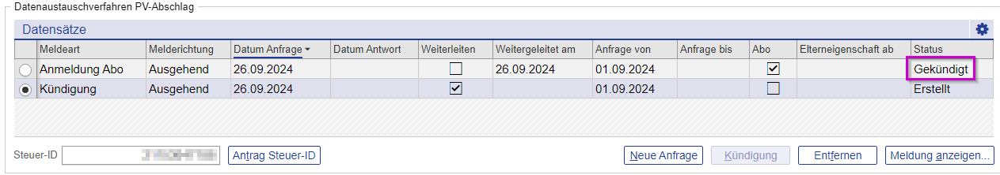 Datenaustauschverfahren PV-Abschlag
Datensätze
Meldeart Melderichtung Datum Anfrage Datum Antwort Weiterleiten Weitergeleitet am Anfrage von Anfrage bis Abo Elterneigenschaft ab Status
Anmeldung Abo Ausgehend 26.09.2024 26.09.2024 01.09.2024 Gekündigt
Kündigung Ausgehend 26.09.2024 01.09.2024 Erstellt
Steuer-ID Antrag Steuer-ID Neue Anfrage Kündigung Entfernen Meldung anzeigen...